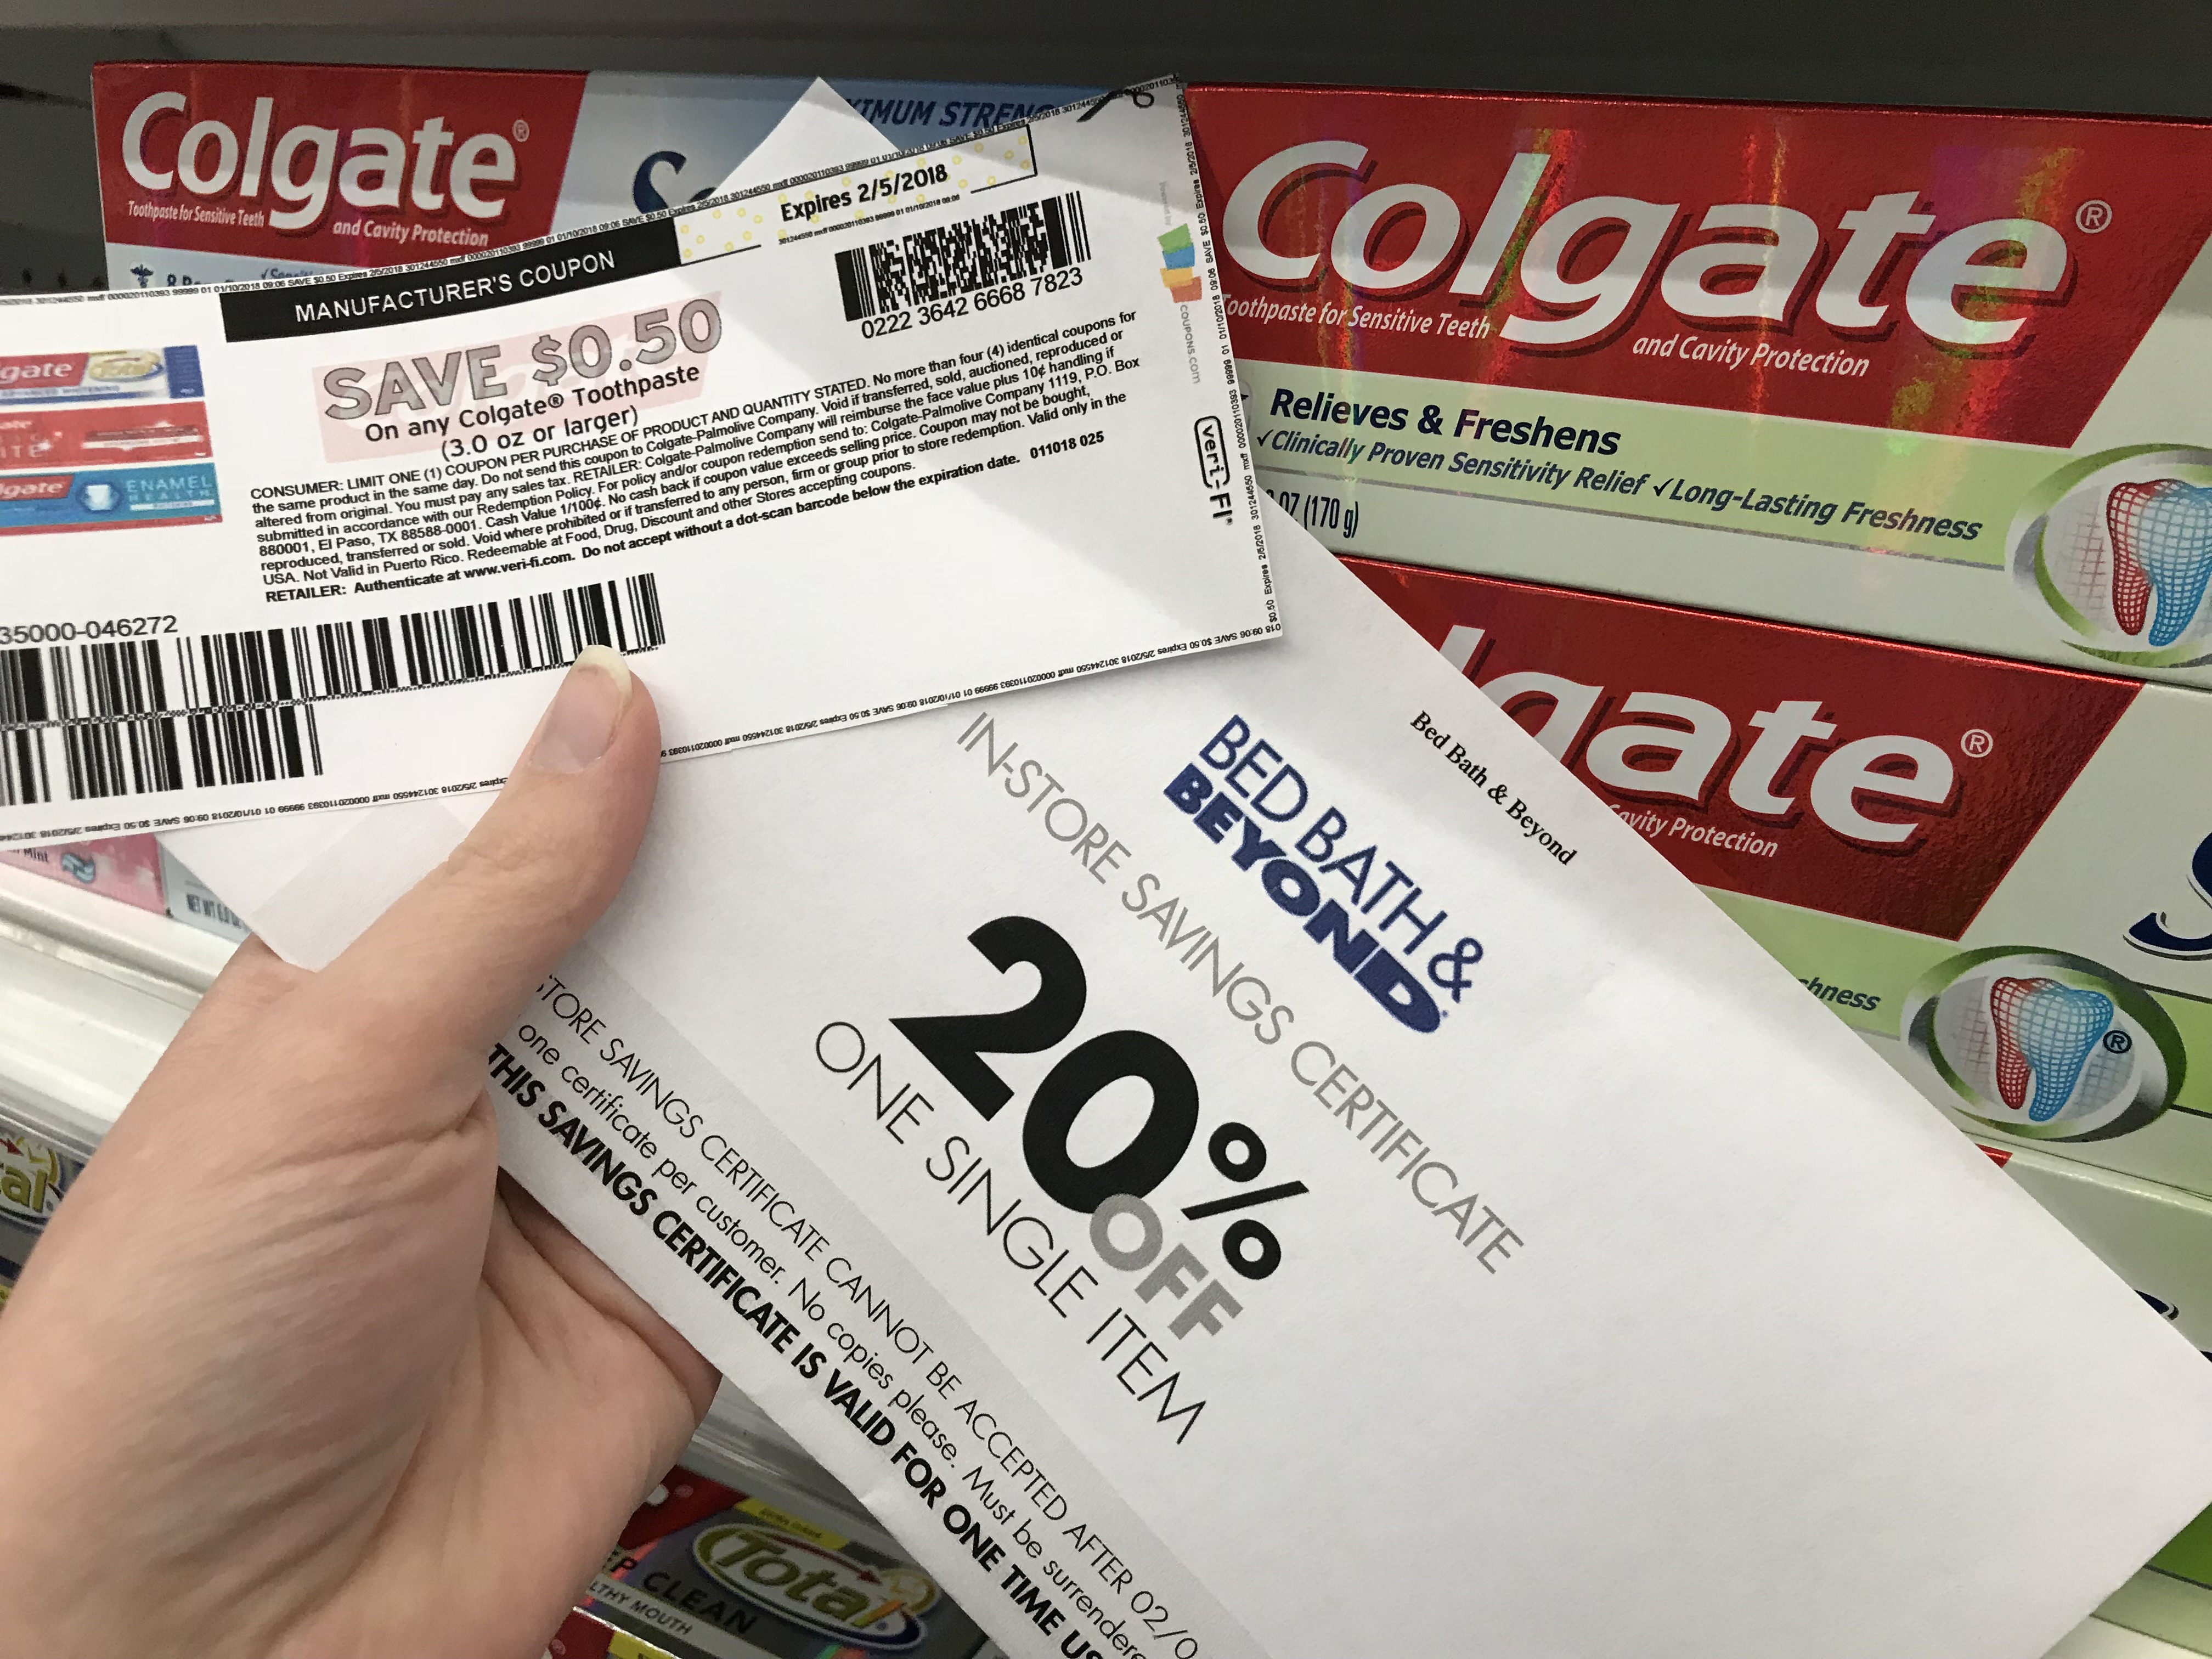 Colgate®
Toothpaste for Sensitive Teeth
and Cavity Protection
MAXIMUM STRENG
Expires 2/5/2018
MANUFACTURER'S COUPON
0222 3642 6668 7823
SAVE $0.50
On any Colgate® Toothpaste
(3.0 oz or larger)
CONSUMER: LIMIT ONE (1) COUPON PER PURCHASE OF PRODUCT AND QUANTITY STATED. No more than four (4) identical coupons for
the same product in the same day. Do not send this coupon to Colgate-Palmolive Company. Void if transferred, sold, auctioned, reproduced or
altered from original. You must pay any sales tax. RETAILER: Colgate-Palmolive Company will reimburse the face value plus 10¢ handling if
submitted in accordance with our Redemption Policy. For policy and/or coupon redemption send to: Colgate-Palmolive Company 1119, P.O. Box
880001, El Paso, TX 88588-0001. Cash Value 1/100¢. No cash back if coupon value exceeds selling price. Coupon may not be bought,
reproduced, transferred or sold. Void where prohibited or if transferred to any person, firm or group prior to store redemption. Valid only in the
USA. Not Valid in Puerto Rico. Redeemable at Food, Drug, Discount and other Stores accepting coupons.
RETAILER: Authenticate at www.veri-fi.com. Do not accept without a dot-scan barcode below the expiration date. 011018 025
35000-046272
gate Total
ENAMEL
HEALTH
COUPONS.com
veri-Fi
Colgate®
Toothpaste for Sensitive Teeth
and Cavity Protection
Relieves & Freshens
✓Clinically Proven Sensitivity Relief ✓Long-Lasting Freshness
OZ (170 g)
lgate®
Cavity Protection
shness
Bed Bath & Beyond
BED BATH &
BEYOND
IN-STORE SAVINGS CERTIFICATE
20%
OFF
ONE SINGLE ITEM
STORE SAVINGS CERTIFICATE CANNOT BE ACCEPTED AFTER 02/0
one certificate per customer. No copies please. Must be surrendere
THIS SAVINGS CERTIFICATE IS VALID FOR ONE TIME US
Mint
Total
CLEAN
LTHY MOUTH